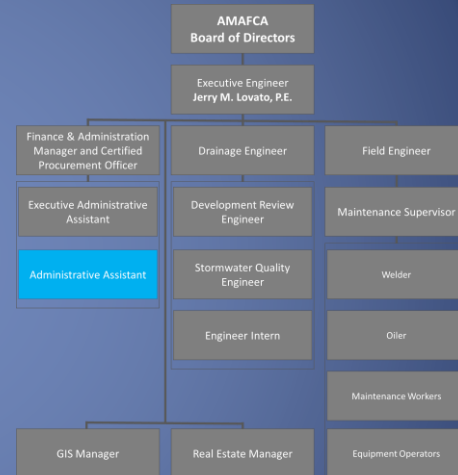 AMAFCA
Board of Directors
Executive Engineer
Jerry M. Lovato, P.E.
Finance & Administration
Manager and Certified
Procurement Officer
Drainage Engineer
Field Engineer
Executive Administrative
Assistant
Development Review
Engineer
Maintenance Supervisor
Administrative Assistant
Stormwater Quality
Engineer
Welder
Engineer Intern
Oiler
Maintenance Workers
GIS Manager
Real Estate Manager
Equipment Operators